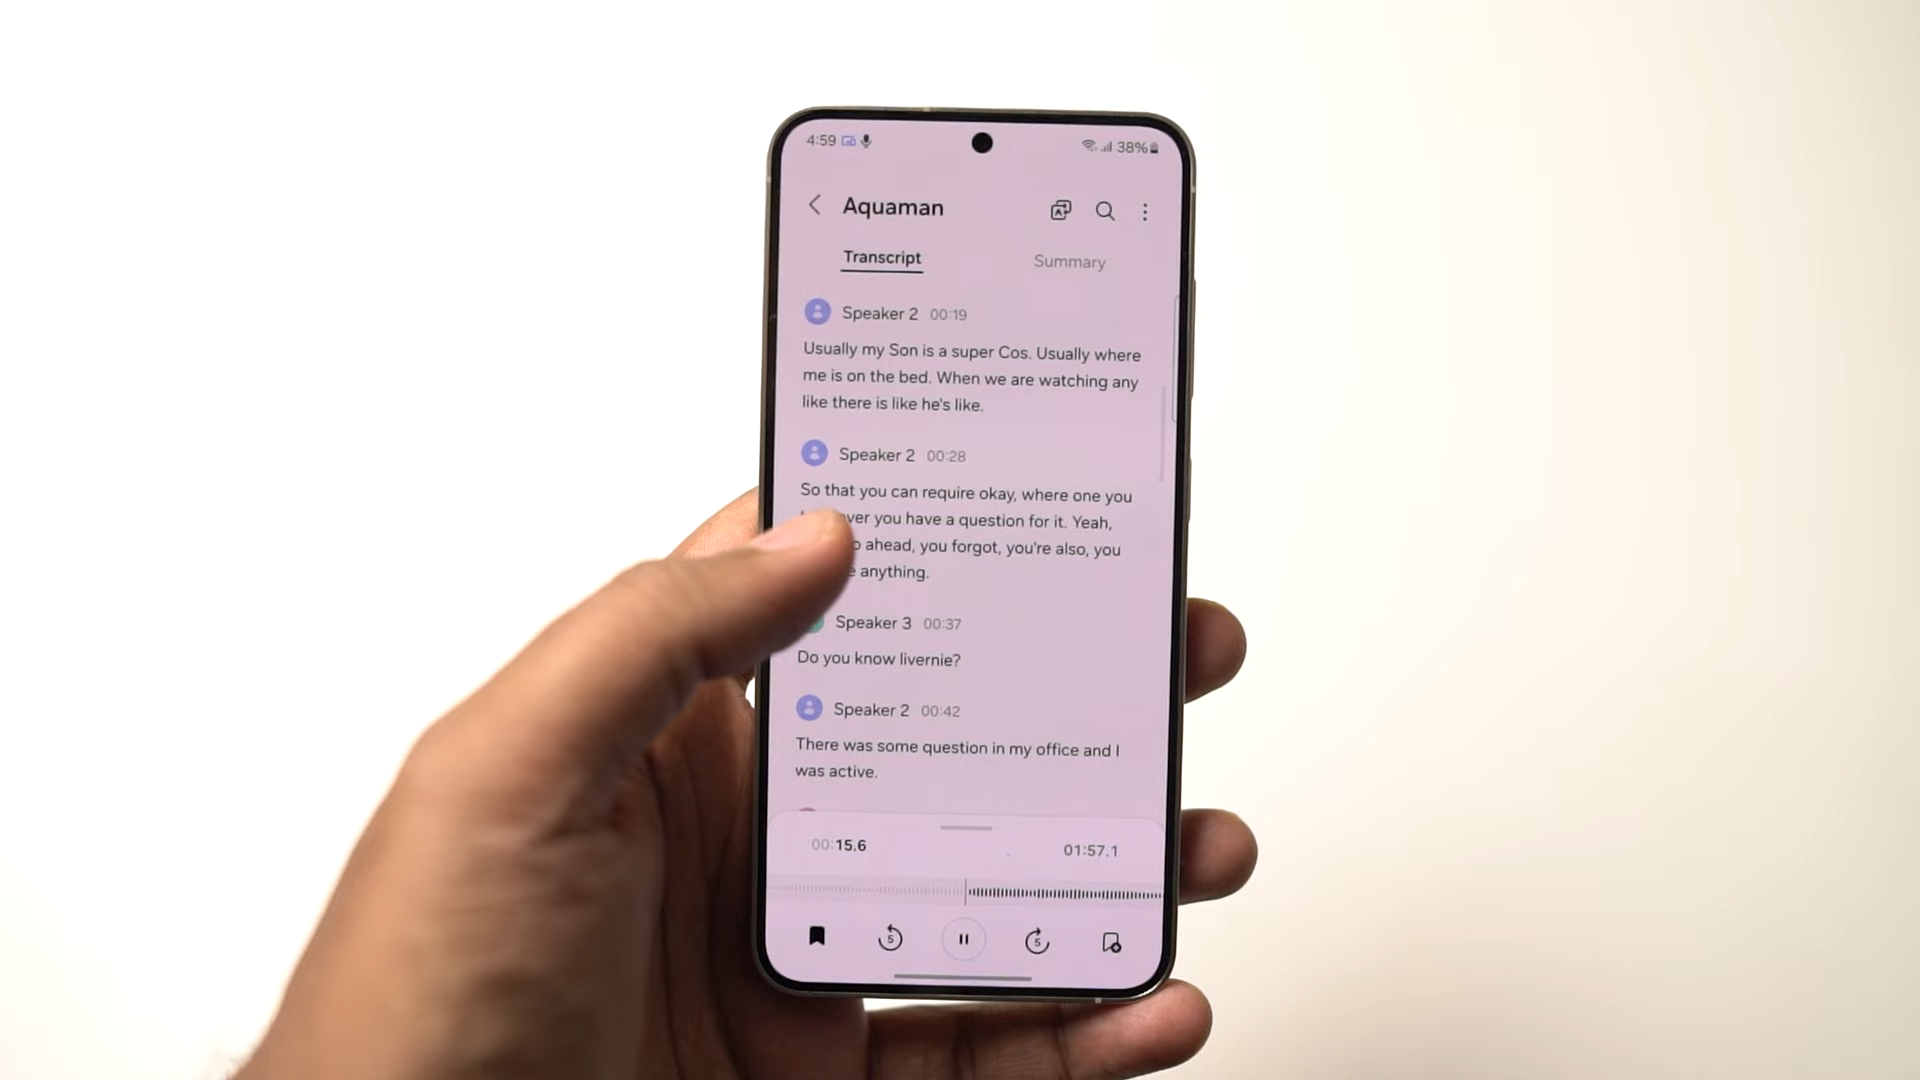 4:59 38%
Aquaman
Transcript Summary
Speaker 2 00:19
Usually my Son is a super Cos. Usually where
me is on the bed. When we are watching any
like there is like he's like.
Speaker 2 00:28
So that you can require okay, where one you
you have a question for it. Yeah,
ahead, you forgot, you're also, you
anything.
Speaker 3 00:37
Do you know livernie?
Speaker 2 00:42
There was some question in my office and I
was active.
00:15.6 01:57.1
5 5